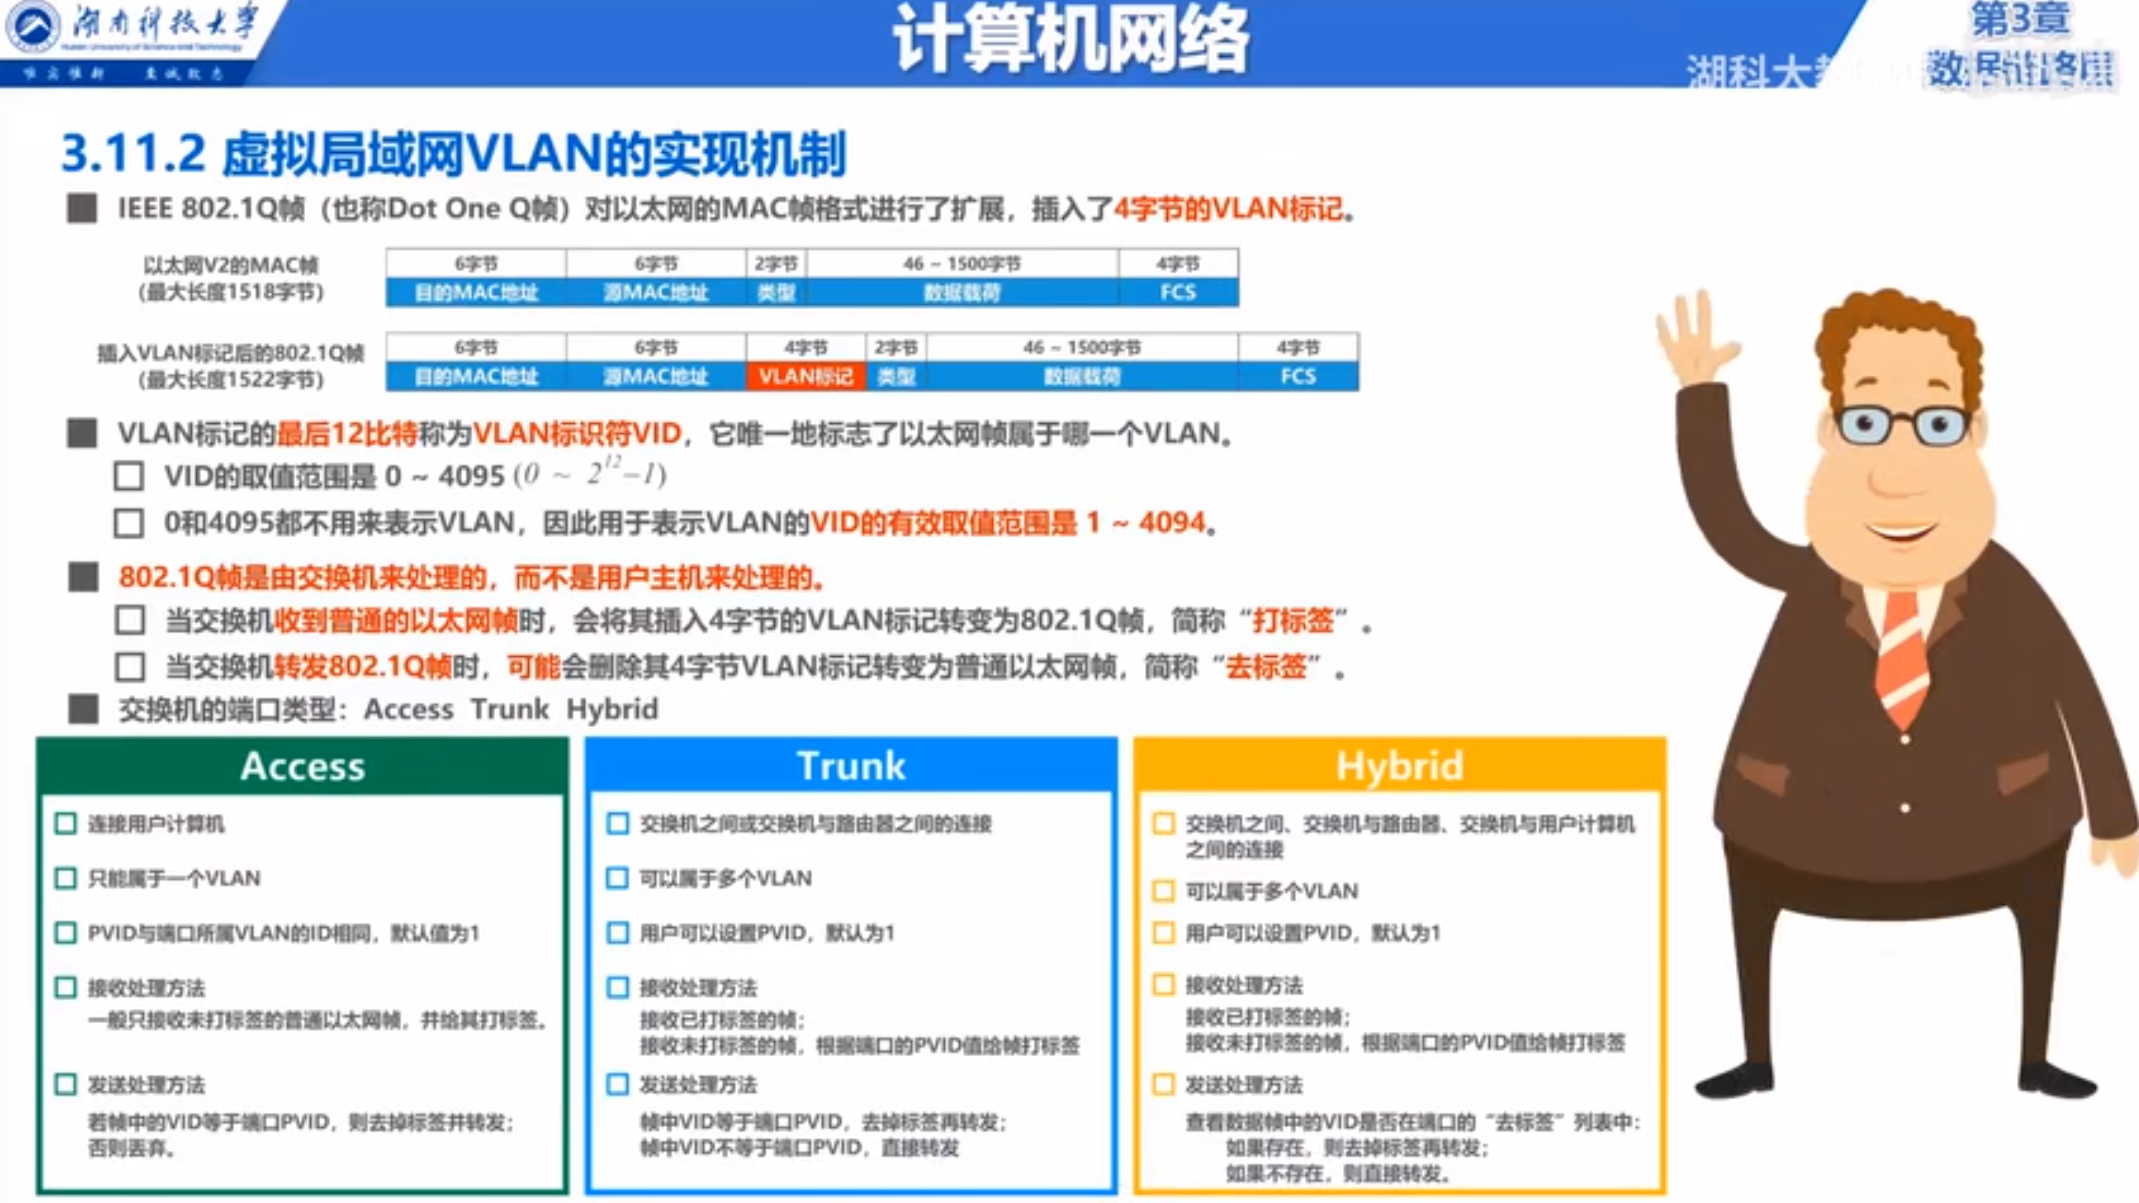 湖南科技大学
Hunan University of Science and Technology
唯实惟新 至诚致志
计算机网络
第3章
数据链路层
湖科大教
3.11.2 虚拟局域网VLAN的实现机制
IEEE 802.1Q帧（也称Dot One Q帧）对以太网的MAC帧格式进行了扩展，插入了4字节的VLAN标记。
以太网V2的MAC帧
(最大长度1518字节)
6字节 6字节 2字节 46 ~ 1500字节 4字节
目的MAC地址 源MAC地址 类型 数据载荷 FCS
插入VLAN标记后的802.1Q帧
(最大长度1522字节)
6字节 6字节 4字节 2字节 46 ~ 1500字节 4字节
目的MAC地址 源MAC地址 VLAN标记 类型 数据载荷 FCS
VLAN标记的最后12比特称为VLAN标识符VID，它唯一地标志了以太网帧属于哪一个VLAN。
VID的取值范围是 0 ~ 4095 (0 ~ 2^12−1)
0和4095都不用来表示VLAN，因此用于表示VLAN的VID的有效取值范围是 1 ~ 4094。
802.1Q帧是由交换机来处理的，而不是用户主机来处理的。
当交换机收到普通的以太网帧时，会将其插入4字节的VLAN标记转变为802.1Q帧，简称“打标签”。
当交换机转发802.1Q帧时，可能会删除其4字节VLAN标记转变为普通以太网帧，简称“去标签”。
交换机的端口类型：Access Trunk Hybrid
Access
连接用户计算机
只能属于一个VLAN
PVID与端口所属VLAN的ID相同，默认值为1
接收处理方法
一般只接收未打标签的普通以太网帧，并给其打标签。
发送处理方法
若帧中的VID等于端口PVID，则去掉标签并转发；
否则丢弃。
Trunk
交换机之间或交换机与路由器之间的连接
可以属于多个VLAN
用户可以设置PVID，默认为1
接收处理方法
接收已打标签的帧；
接收未打标签的帧，根据端口的PVID值给帧打标签
发送处理方法
帧中VID等于端口PVID，去掉标签再转发；
帧中VID不等于端口PVID，直接转发
Hybrid
交换机之间、交换机与路由器、交换机与用户计算机
之间的连接
可以属于多个VLAN
用户可以设置PVID，默认为1
接收处理方法
接收已打标签的帧；
接收未打标签的帧，根据端口的PVID值给帧打标签
发送处理方法
查看数据帧中的VID是否在端口的“去标签”列表中：
如果存在，则去掉标签再转发；
如果不存在，则直接转发。